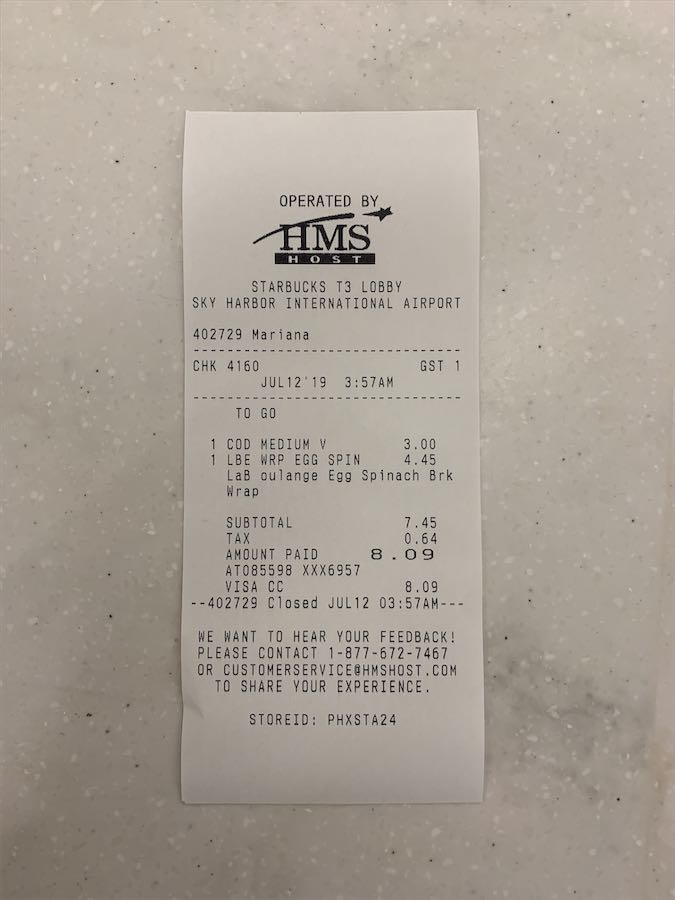 OPERATED BY
HMS
HOST
STARBUCKS T3 LOBBY
SKY HARBOR INTERNATIONAL AIRPORT
402729 Mariana
--------------------------------
CHK 4160 GST 1
JUL12'19 3:57AM
--------------------------------
TO GO
1 COD MEDIUM V 3.00
1 LBE WRP EGG SPIN 4.45
LaB oulange Egg Spinach Brk
Wrap
SUBTOTAL 7.45
TAX 0.64
AMOUNT PAID 8.09
AT085598 XXX6957
VISA CC 8.09
--402729 Closed JUL12 03:57AM---
WE WANT TO HEAR YOUR FEEDBACK!
PLEASE CONTACT 1-877-672-7467
OR CUSTOMERSERVICE@HMSHOST.COM
TO SHARE YOUR EXPERIENCE.
STOREID: PHXSTA24